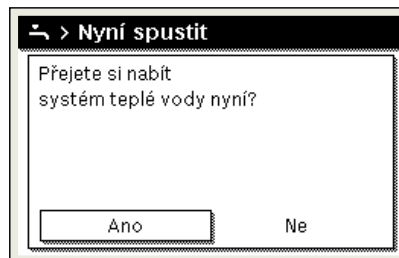 > Nyní spustit
Přejete si nabít
systém teplé vody nyní?
Ano Ne